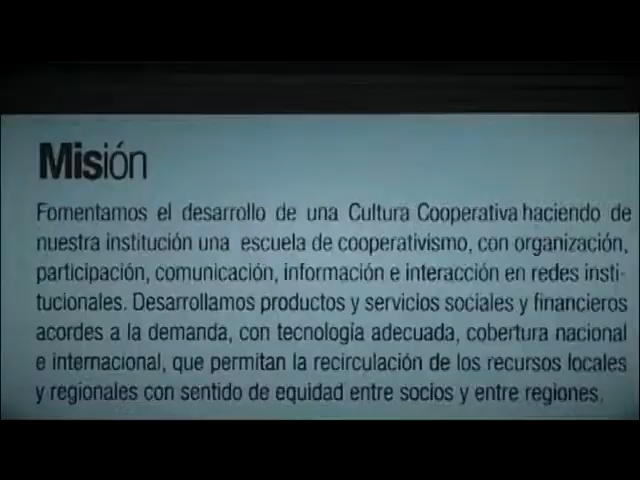 Misión
Fomentamos el desarrollo de una Cultura Cooperativa haciendo de
nuestra institución una escuela de cooperativismo, con organización,
participación, comunicación, información e interacción en redes insti-
tucionales. Desarrollamos productos y servicios sociales y financieros
acordes a la demanda, con tecnología adecuada, cobertura nacional
e internacional, que permitan la recirculación de los recursos locales
y regionales con sentido de equidad entre socios y entre regiones.